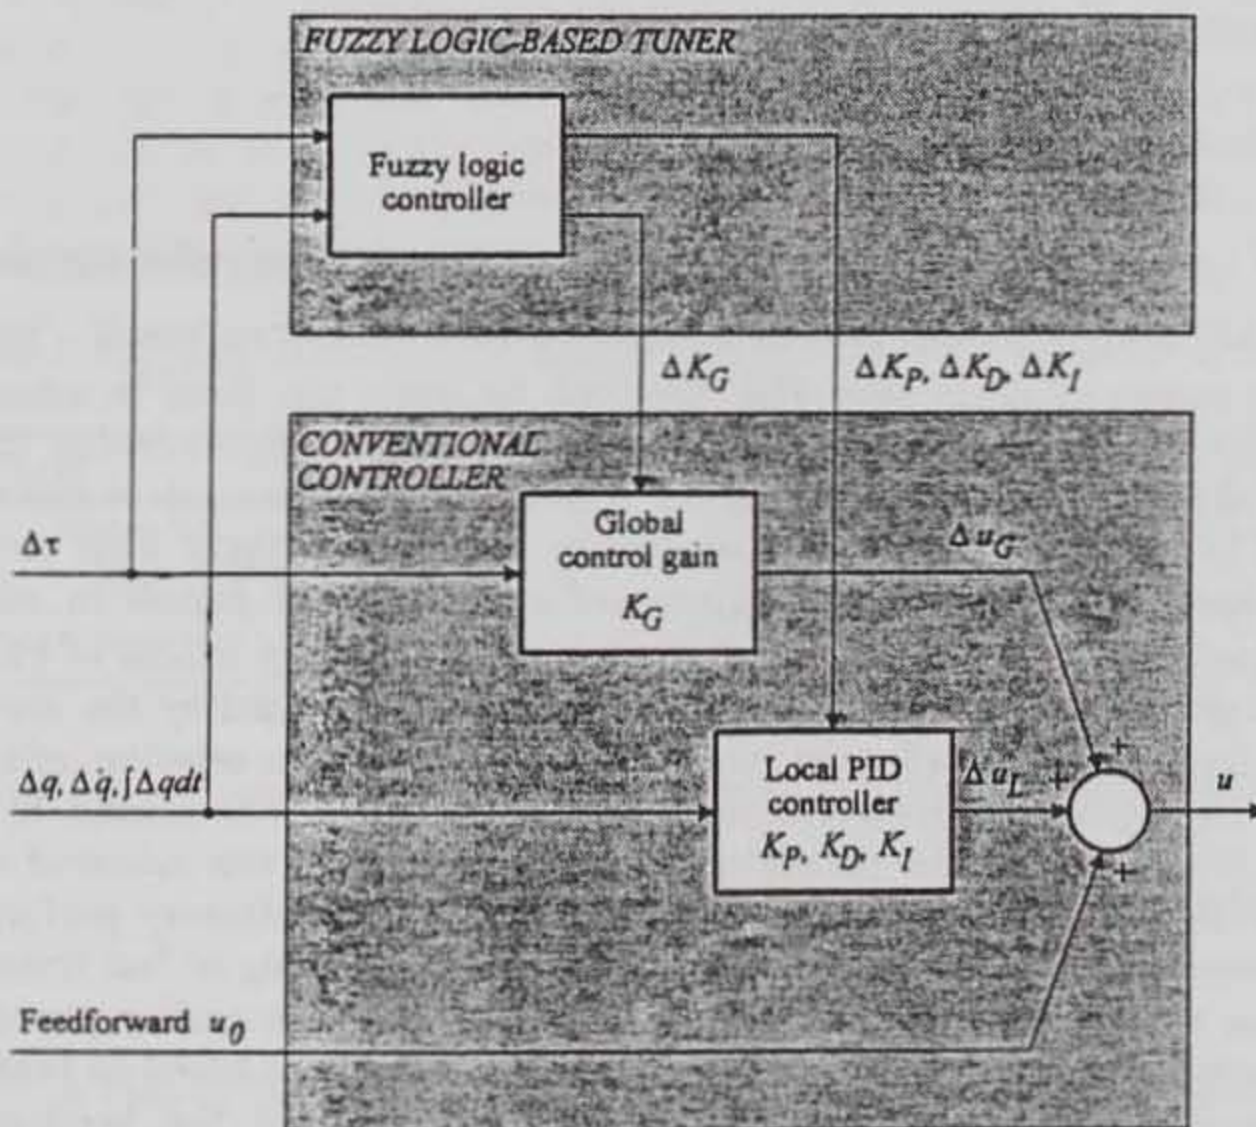 FUZZY LOGIC-BASED TUNER
Fuzzy logic
controller
ΔK_G
ΔK_P, ΔK_D, ΔK_I
CONVENTIONAL
CONTROLLER
Global
control gain
K_G
Δτ
Δu_G
+
Δq, Δq̇, ∫Δqdt
Local PID
controller
K_P, K_D, K_I
Δu_L
+
u
+
Feedforward u_0